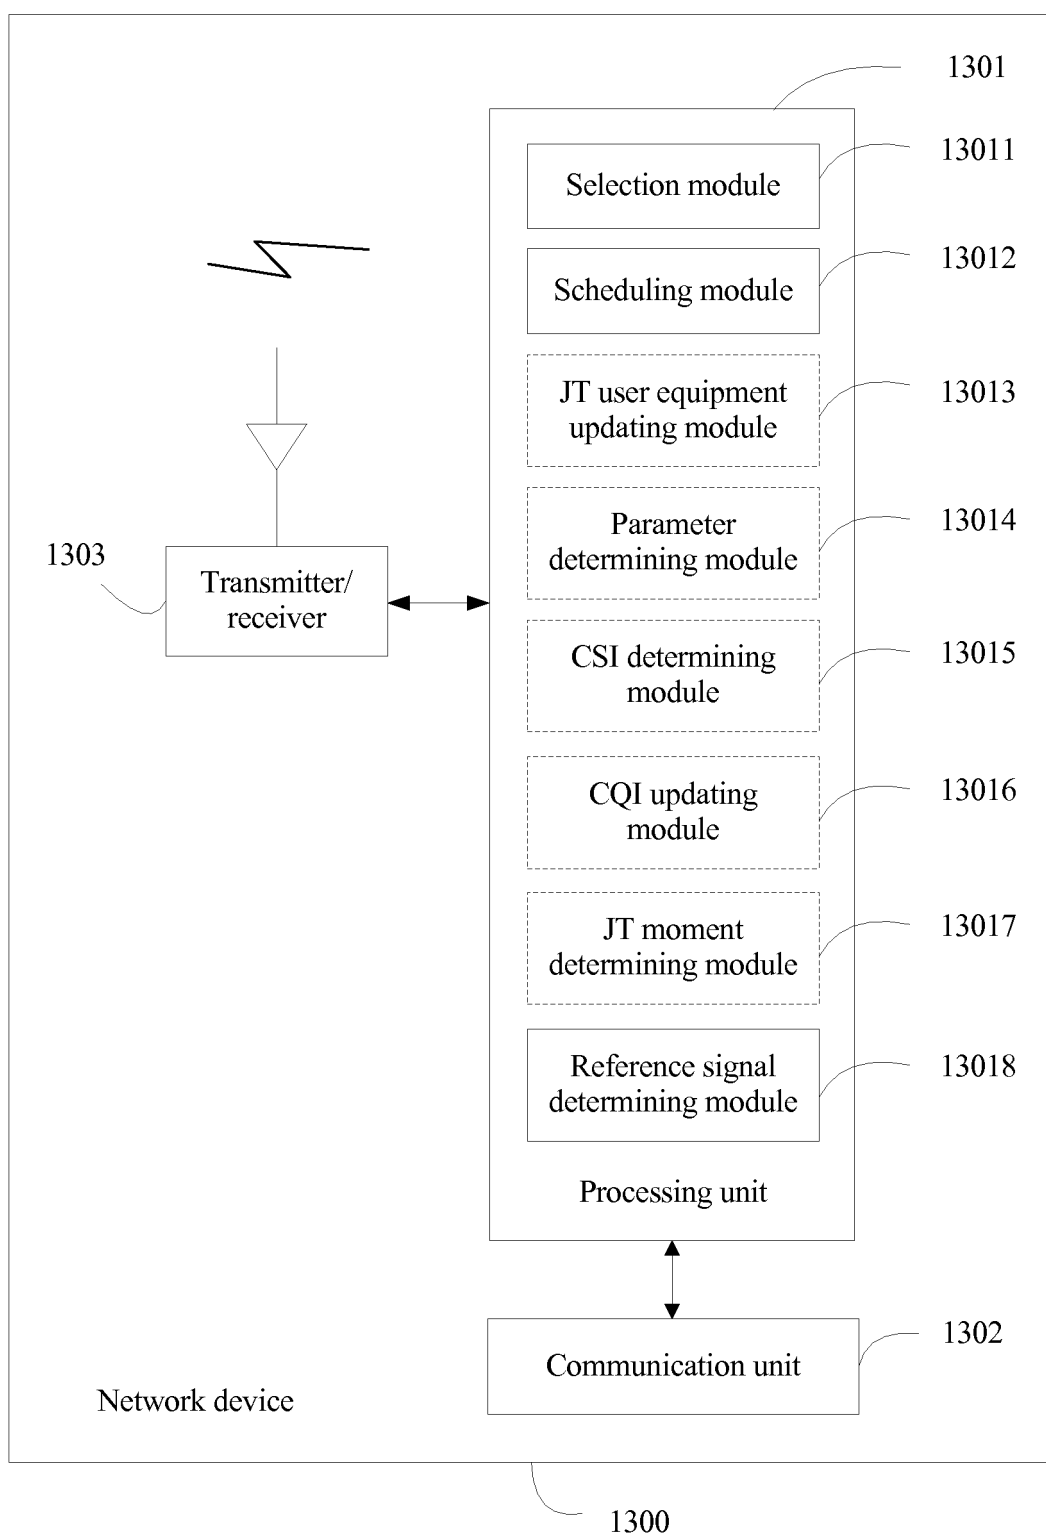 1301
13011
Selection module
13012
Scheduling module
13013
JT user equipment
updating module
13014
Parameter
determining module
1303
Transmitter/
receiver
13015
CSI determining
module
13016
CQI updating
module
13017
JT moment
determining module
13018
Reference signal
determining module
Processing unit
1302
Communication unit
Network device
1300